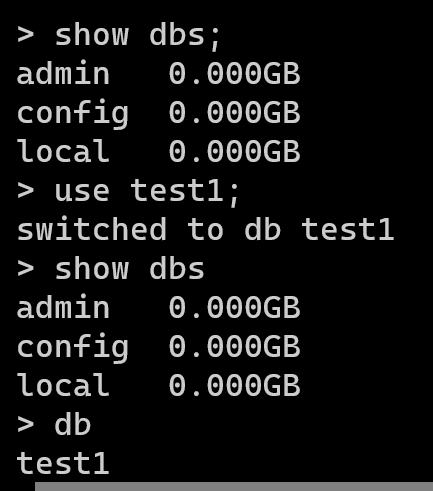 > show dbs;
admin   0.000GB
config  0.000GB
local   0.000GB
> use test1;
switched to db test1
> show dbs
admin   0.000GB
config  0.000GB
local   0.000GB
> db
test1